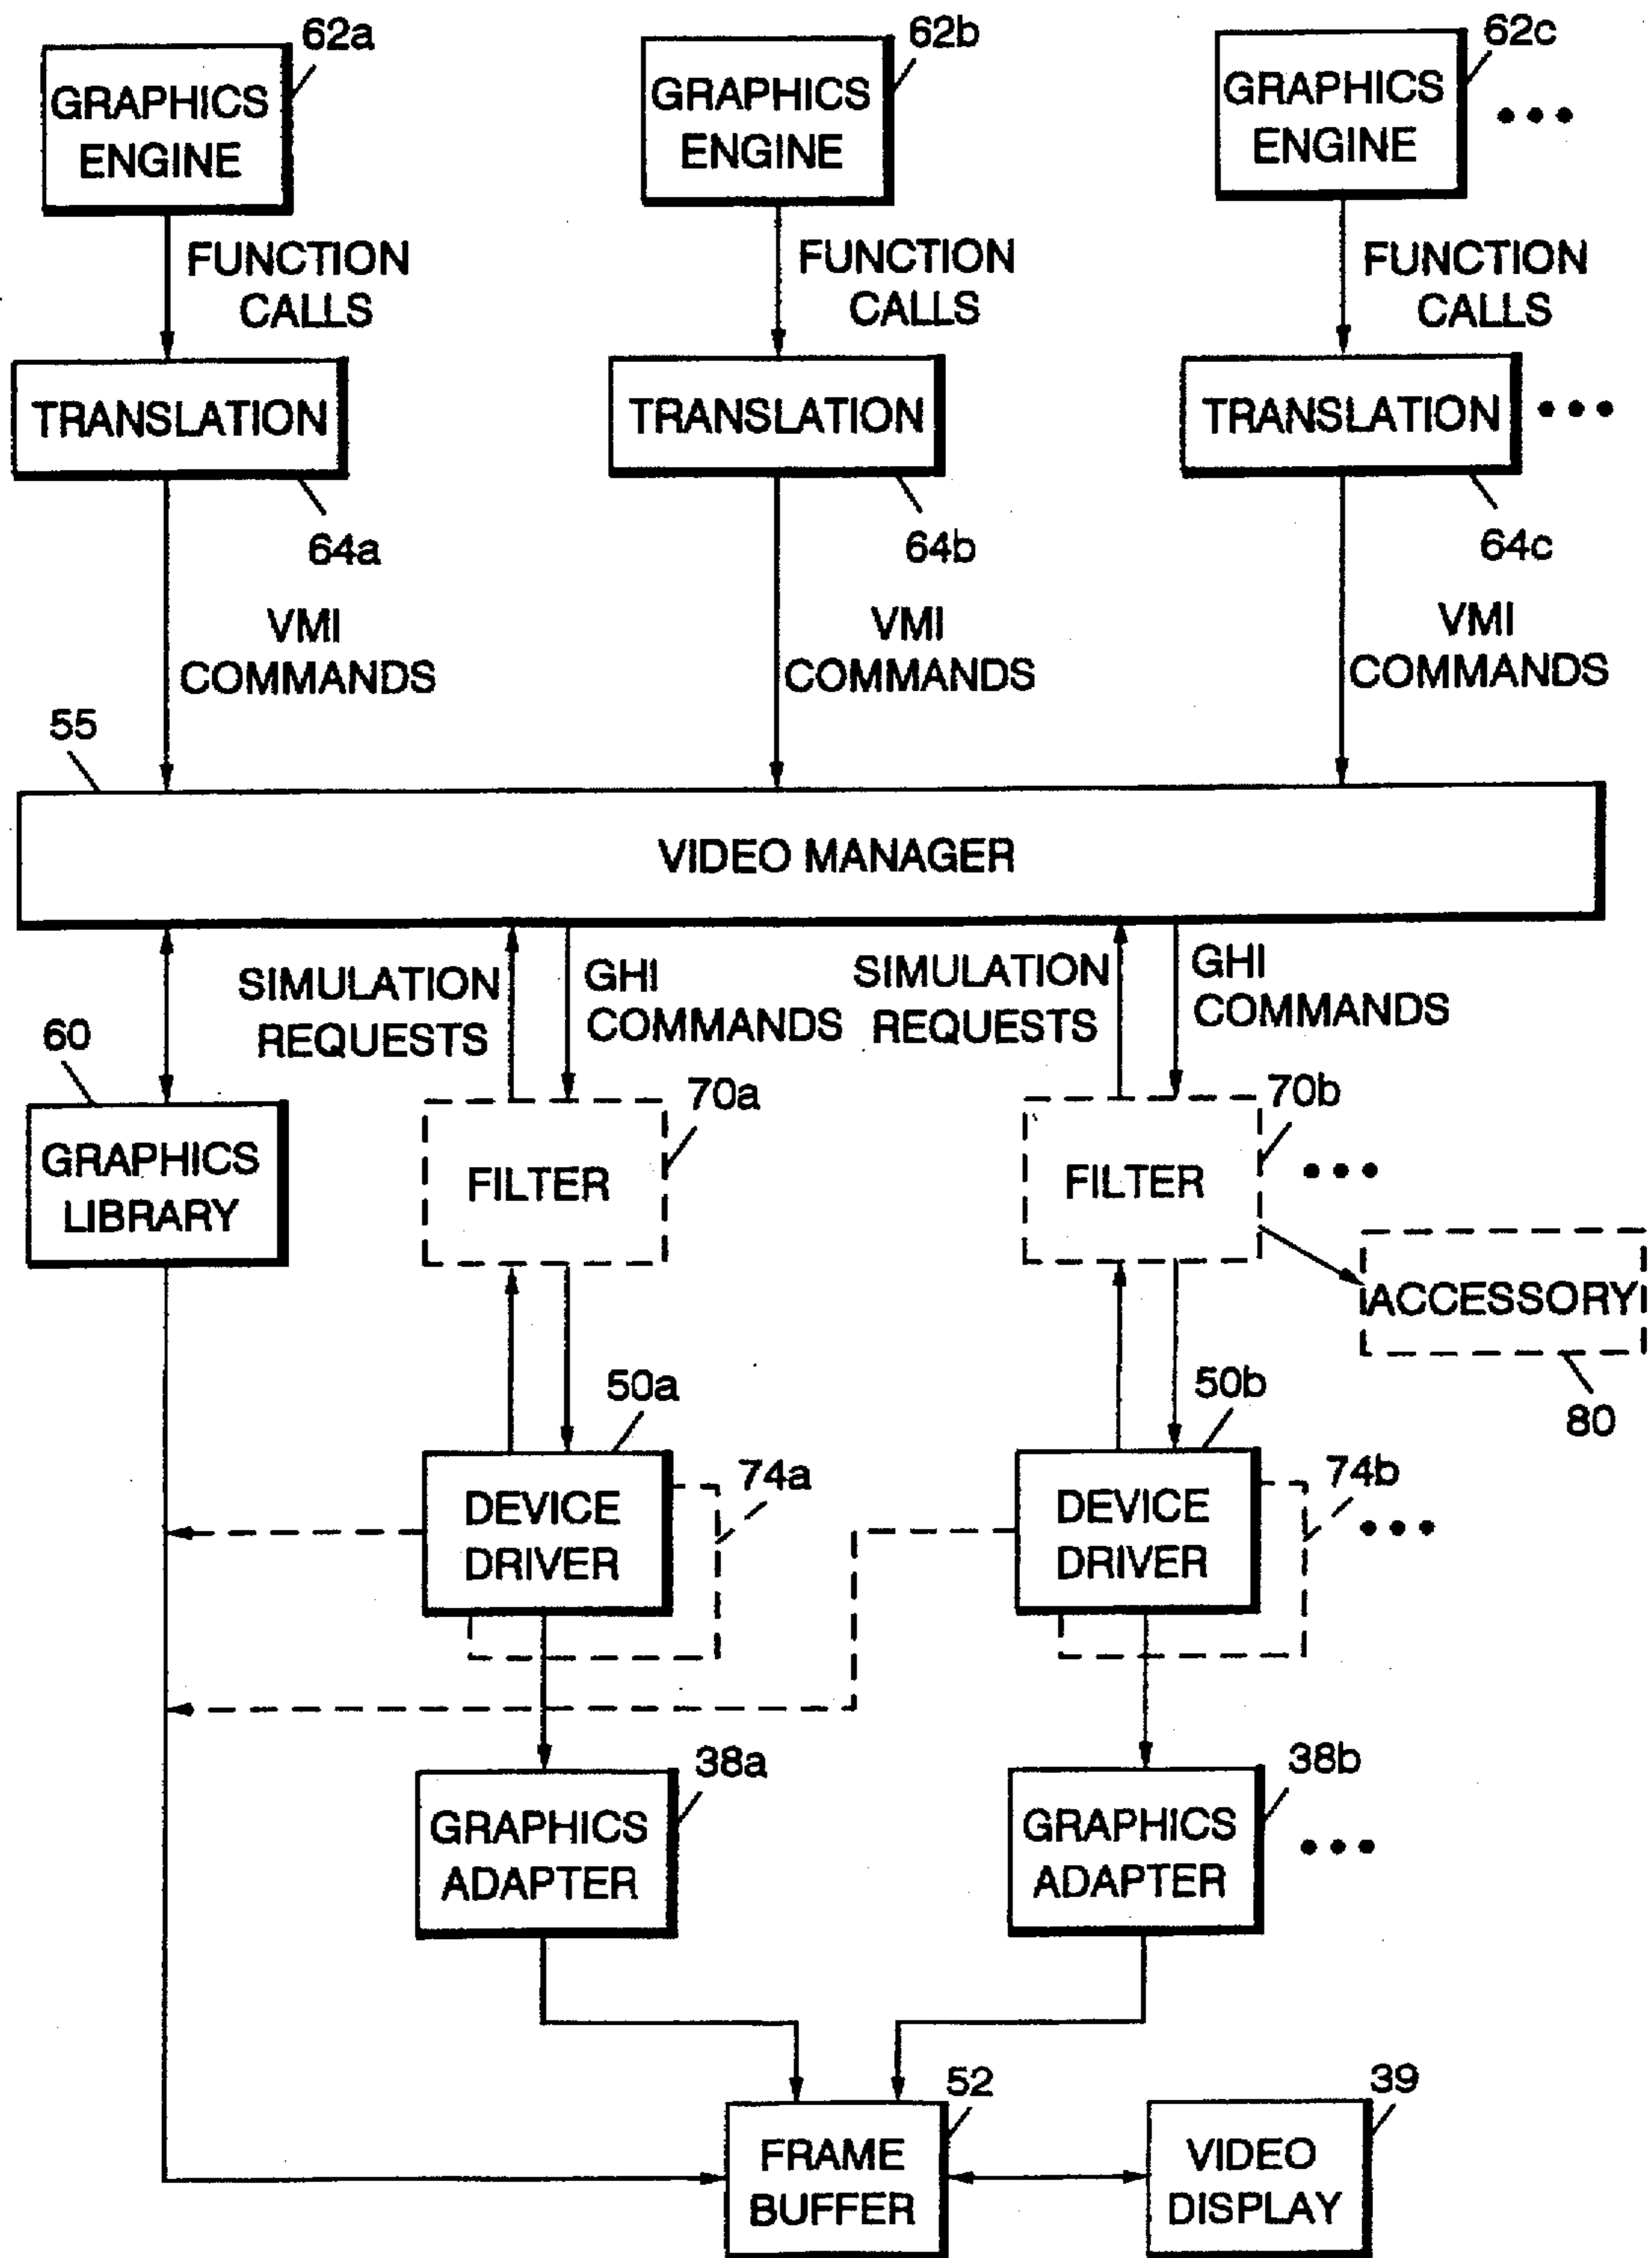 62a
62b
62c
GRAPHICS
ENGINE
GRAPHICS
ENGINE
GRAPHICS
ENGINE
FUNCTION
CALLS
FUNCTION
CALLS
FUNCTION
CALLS
TRANSLATION
TRANSLATION
TRANSLATION
64a
64b
64c
VMI
COMMANDS
VMI
COMMANDS
VMI
COMMANDS
55
VIDEO MANAGER
SIMULATION
REQUESTS
GHI
COMMANDS
SIMULATION
REQUESTS
GHI
COMMANDS
60
70a
70b
GRAPHICS
LIBRARY
FILTER
FILTER
ACCESSORY
80
50a
50b
74a
74b
DEVICE
DRIVER
DEVICE
DRIVER
38a
38b
GRAPHICS
ADAPTER
GRAPHICS
ADAPTER
52
39
FRAME
BUFFER
VIDEO
DISPLAY